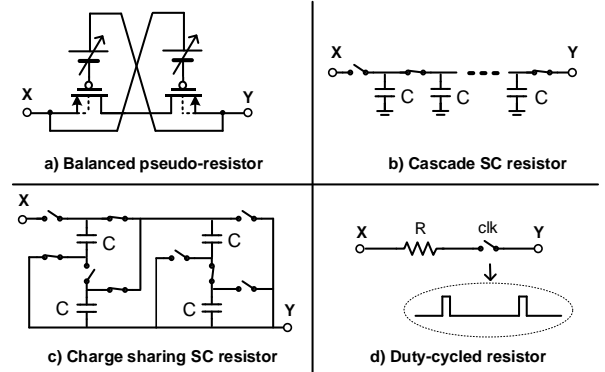 X
Y
a) Balanced pseudo-resistor
X
Y
C
C
C
b) Cascade SC resistor
X
C
C
C
C
Y
c) Charge sharing SC resistor
X
R
clk
Y
d) Duty-cycled resistor